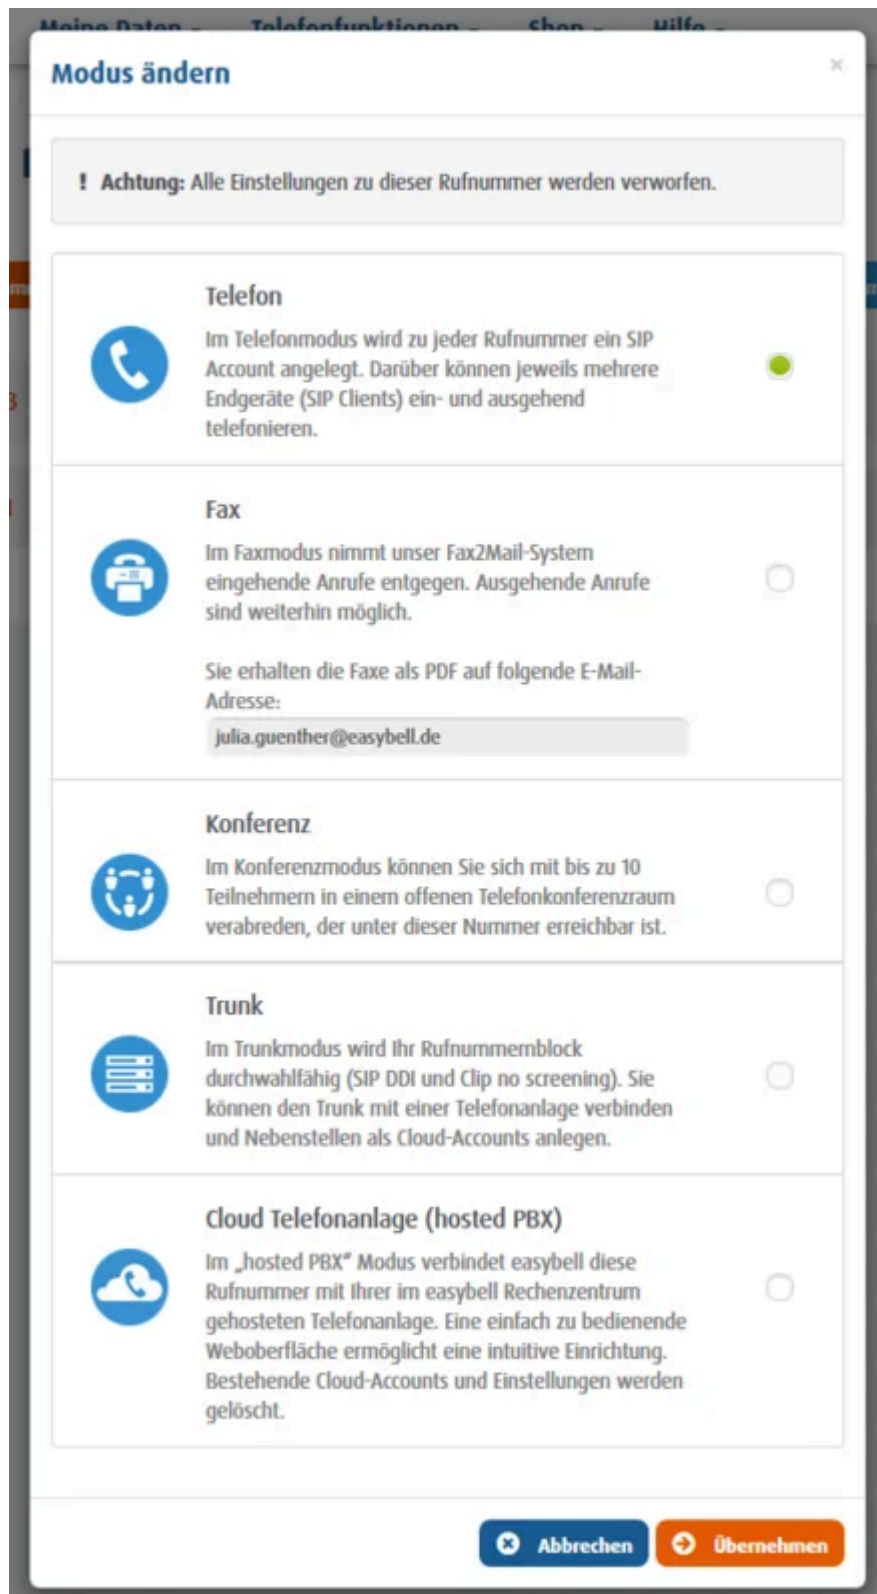 Meine Daten
Telefonfunktionen
Shop
Hilfe
Modus ändern
×
! Achtung: Alle Einstellungen zu dieser Rufnummer werden verworfen.
Telefon
Im Telefonmodus wird zu jeder Rufnummer ein SIP
Account angelegt. Darüber können jeweils mehrere
Endgeräte (SIP Clients) ein- und ausgehend
telefonieren.
Fax
Im Faxmodus nimmt unser Fax2Mail-System
eingehende Anrufe entgegen. Ausgehende Anrufe
sind weiterhin möglich.
Sie erhalten die Faxe als PDF auf folgende E-Mail-
Adresse:
julia.guenther@easybell.de
Konferenz
Im Konferenzmodus können Sie sich mit bis zu 10
Teilnehmern in einem offenen Telefonkonferenzraum
verabreden, der unter dieser Nummer erreichbar ist.
Trunk
Im Trunkmodus wird Ihr Rufnummernblock
durchwahlfähig (SIP DDI und Clip no screening). Sie
können den Trunk mit einer Telefonanlage verbinden
und Nebenstellen als Cloud-Accounts anlegen.
Cloud Telefonanlage (hosted PBX)
Im „hosted PBX“ Modus verbindet easybell diese
Rufnummer mit Ihrer im easybell Rechenzentrum
gehosteten Telefonanlage. Eine einfach zu bedienende
Weboberfläche ermöglicht eine intuitive Einrichtung.
Bestehende Cloud-Accounts und Einstellungen werden
gelöscht.
Abbrechen
Übernehmen